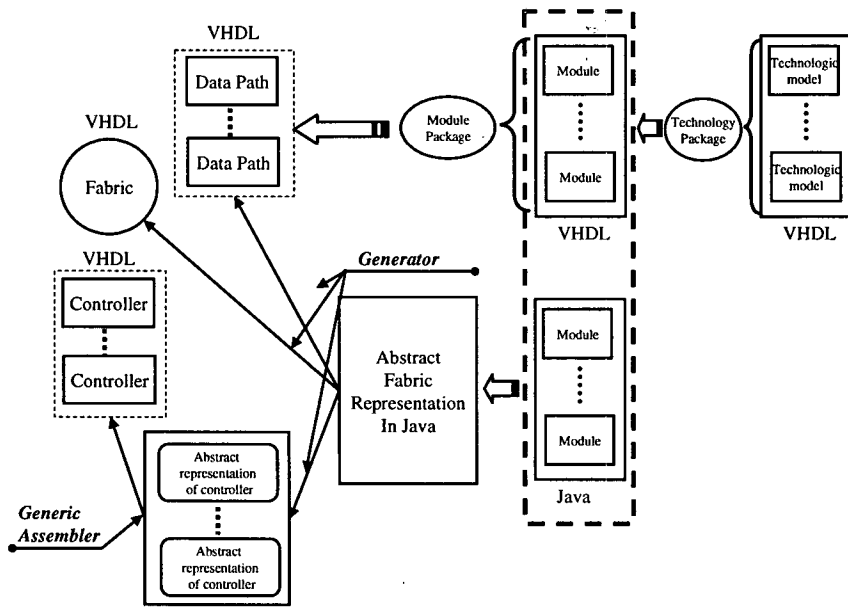 VHDL
Data Path
Data Path
VHDL
Fabric
VHDL
Controller
Controller
Module
Package
Module
Module
VHDL
Technology
Package
Technologic
model
Technologic
model
VHDL
Generator
Abstract
Fabric
Representation
In Java
Module
Module
Java
Abstract
representation
of controller
Abstract
representation
of controller
Generic
Assembler